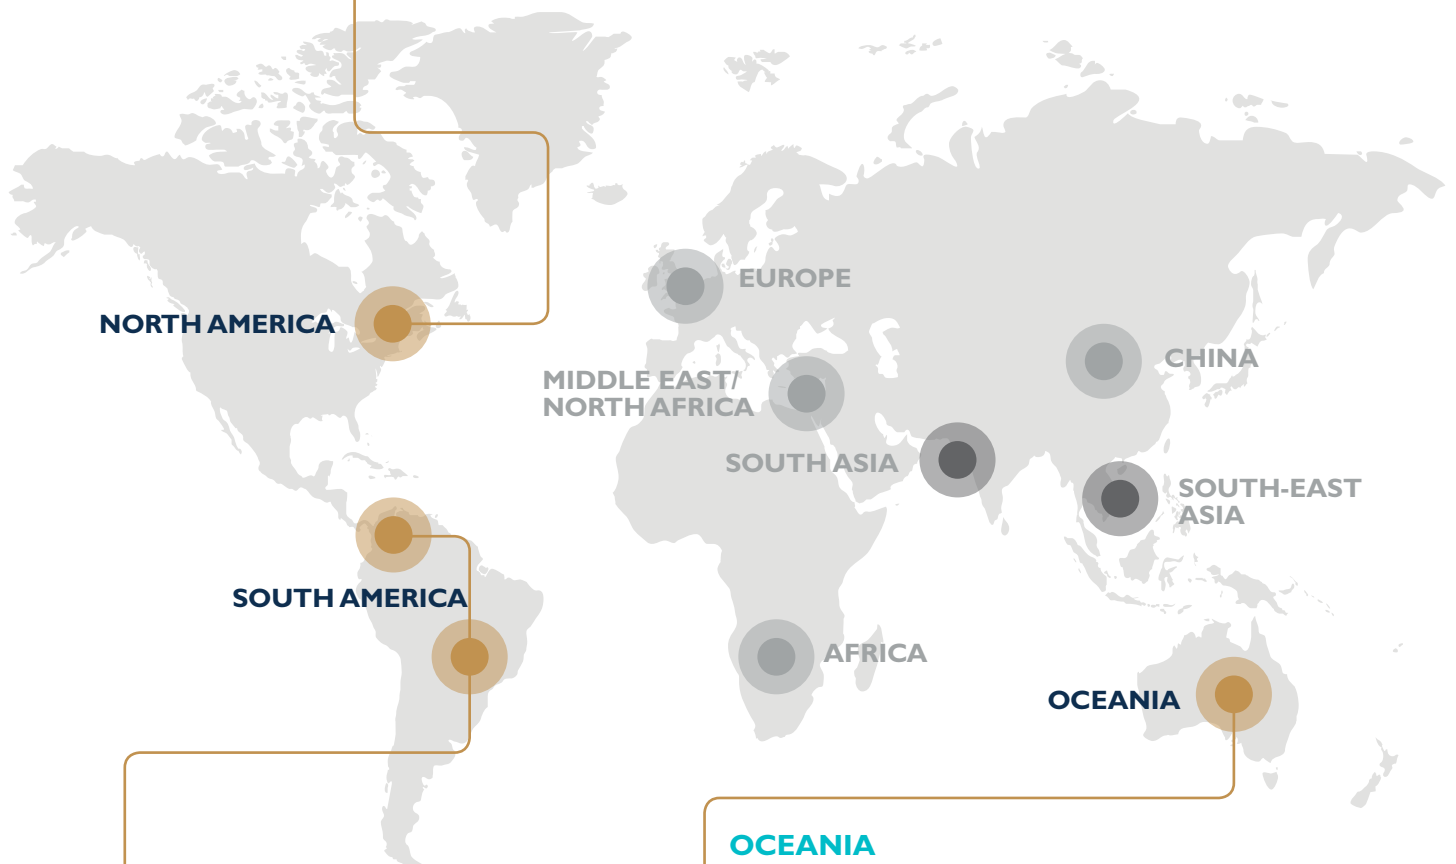 EUROPE
NORTH AMERICA
CHINA
MIDDLE EAST/
NORTH AFRICA
SOUTH ASIA
SOUTH-EAST
ASIA
SOUTH AMERICA
AFRICA
OCEANIA
OCEANIA